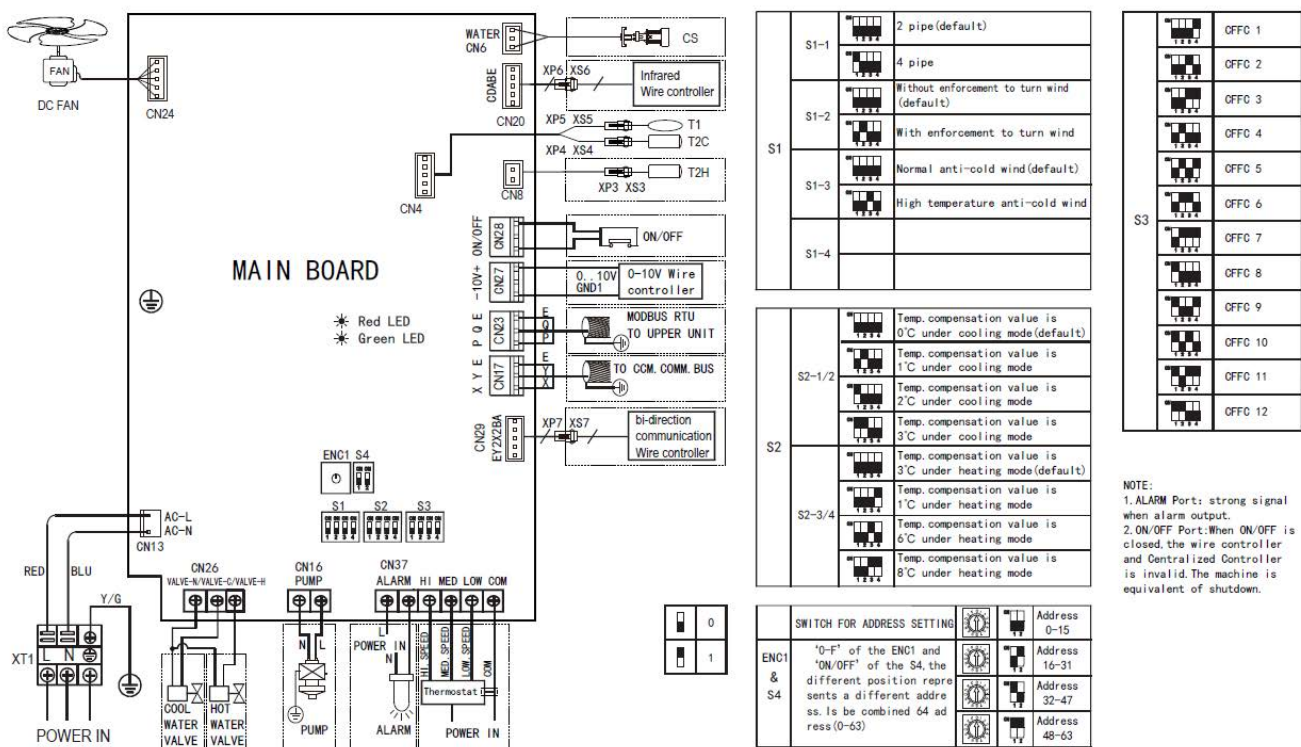 FAN
DC FAN
CN24
WATER
CN6
CS
CDABE
CN20
XP6 XS6
Infrared
Wire controller
XP5 XS5
T1
T2C
XP4 XS4
CN4
CN8
T2H
XP3 XS3
ON/OFF
CN28
ON/OFF
-10V+
CN27
0..10V
GND1
0-10V Wire
controller
P Q E
CN23
E
Q
P
MODBUS RTU
TO UPPER UNIT
X Y E
CN17
E
Y
X
TO CCM.COMM.BUS
CN29
EY2X2BA
XP7 XS7
bi-direction
communication
Wire controller
MAIN BOARD
Red LED
Green LED
ENC1 S4
S1 S2 S3
AC-L
AC-N
CN13
RED
BLU
Y/G
XT1
L N
POWER IN
CN26
VALVE-N/VALVE-C/VALVE-H
COOL
WATER
VALVE
HOT
WATER
VALVE
CN16
PUMP
N L
PUMP
CN37
ALARM HI MED LOW COM
L
POWER IN
N
ALARM
HI.SPEED
MED.SPEED
LOW.SPEED
COM
Thermostat
POWER IN
S1
S1-1
2 pipe(default)
4 pipe
S1-2
Without enforcement to turn wind
(default)
With enforcement to turn wind
S1-3
Normal anti-cold wind(default)
High temperature anti-cold wind
S1-4
S2
S2-1/2
Temp.compensation value is
0°C under cooling mode(default)
Temp.compensation value is
1°C under cooling mode
Temp.compensation value is
2°C under cooling mode
Temp.compensation value is
3°C under cooling mode
S2-3/4
Temp.compensation value is
3°C under heating mode(default)
Temp.compensation value is
1°C under heating mode
Temp.compensation value is
6°C under heating mode
Temp.compensation value is
8°C under heating mode
0
1
ENC1
&
S4
SWITCH FOR ADDRESS SETTING
'0-F' of the ENC1 and
'ON/OFF' of the S4,the
different position repre
sents a different addre
ss. Is be combined 64 ad
ress(0-63)
Address
0-15
Address
16-31
Address
32-47
Address
48-63
S3
CFFC 1
CFFC 2
CFFC 3
CFFC 4
CFFC 5
CFFC 6
CFFC 7
CFFC 8
CFFC 9
CFFC 10
CFFC 11
CFFC 12
NOTE:
1.ALARM Port: strong signal
when alarm output.
2.ON/OFF Port:When ON/OFF is
closed,the wire controller
and Centralized Controller
is invalid.The machine is
equivalent of shutdown.